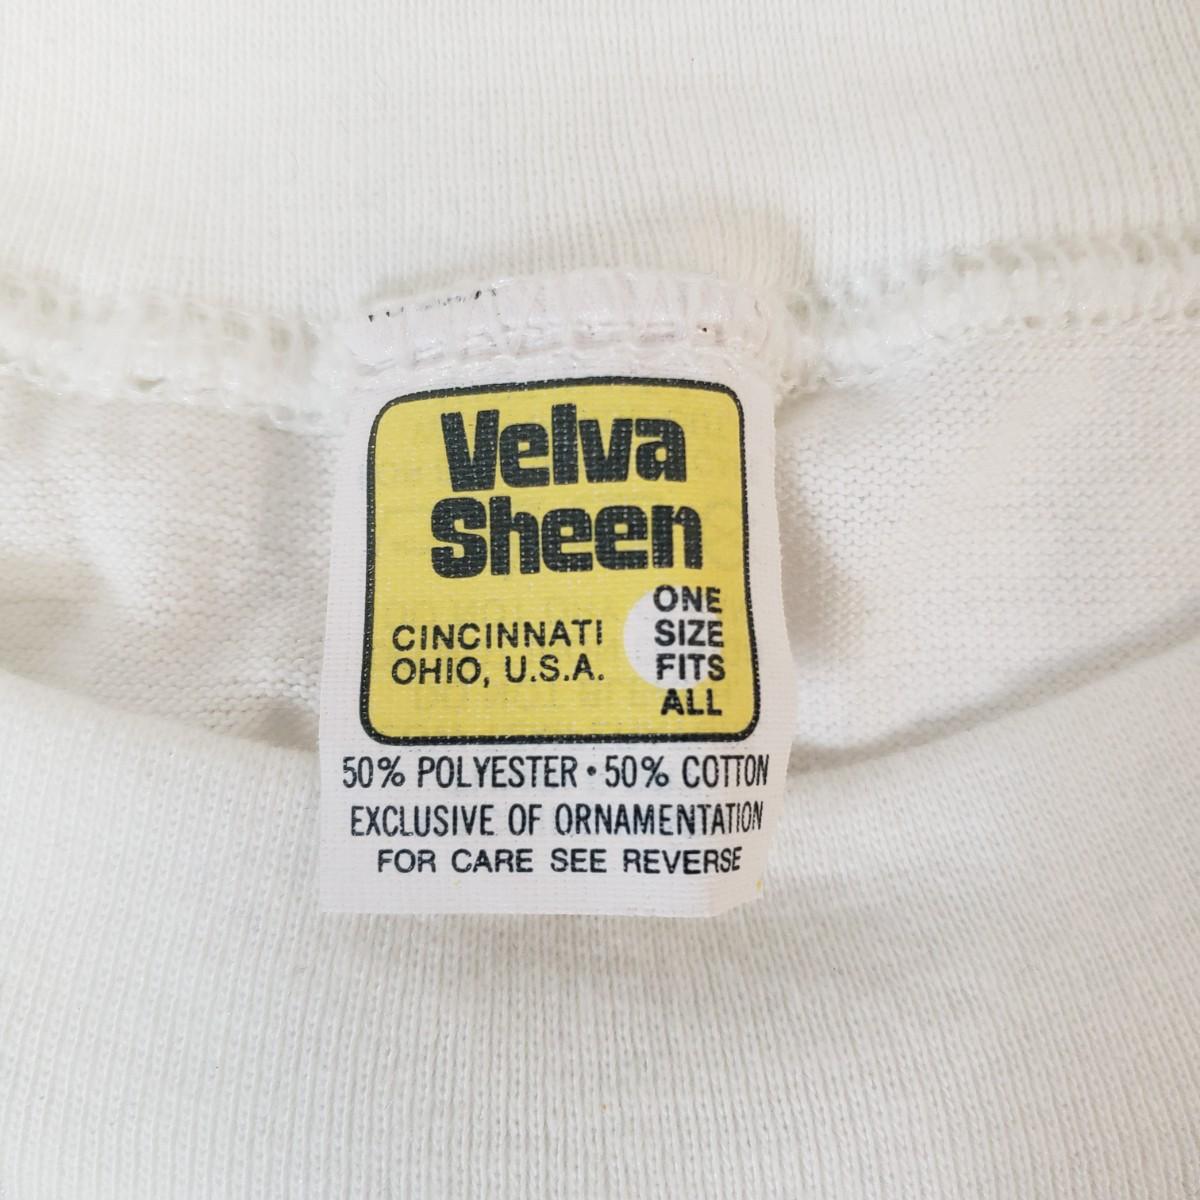 Velva
Sheen
CINCINNATI
OHIO, U.S.A.
ONE
SIZE
FITS
ALL
50% POLYESTER • 50% COTTON
EXCLUSIVE OF ORNAMENTATION
FOR CARE SEE REVERSE